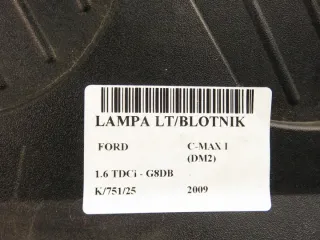 LAMPA LT/BLOTNIK
FORD C-MAX I
(DM2)
1.6 TDCi - G8DB
K/751/25 2009